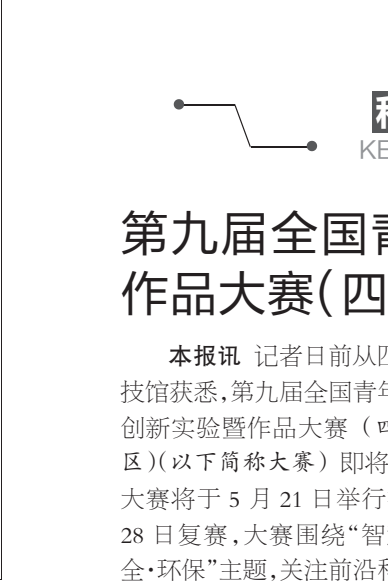 KE
第九届全国青
作品大赛(四
本报讯 记者日前从四
技馆获悉,第九届全国青年
创新实验暨作品大赛(四
区)(以下简称大赛)即将
大赛将于 5 月 21 日举行
28 日复赛,大赛围绕“智
全·环保”主题,关注前沿科